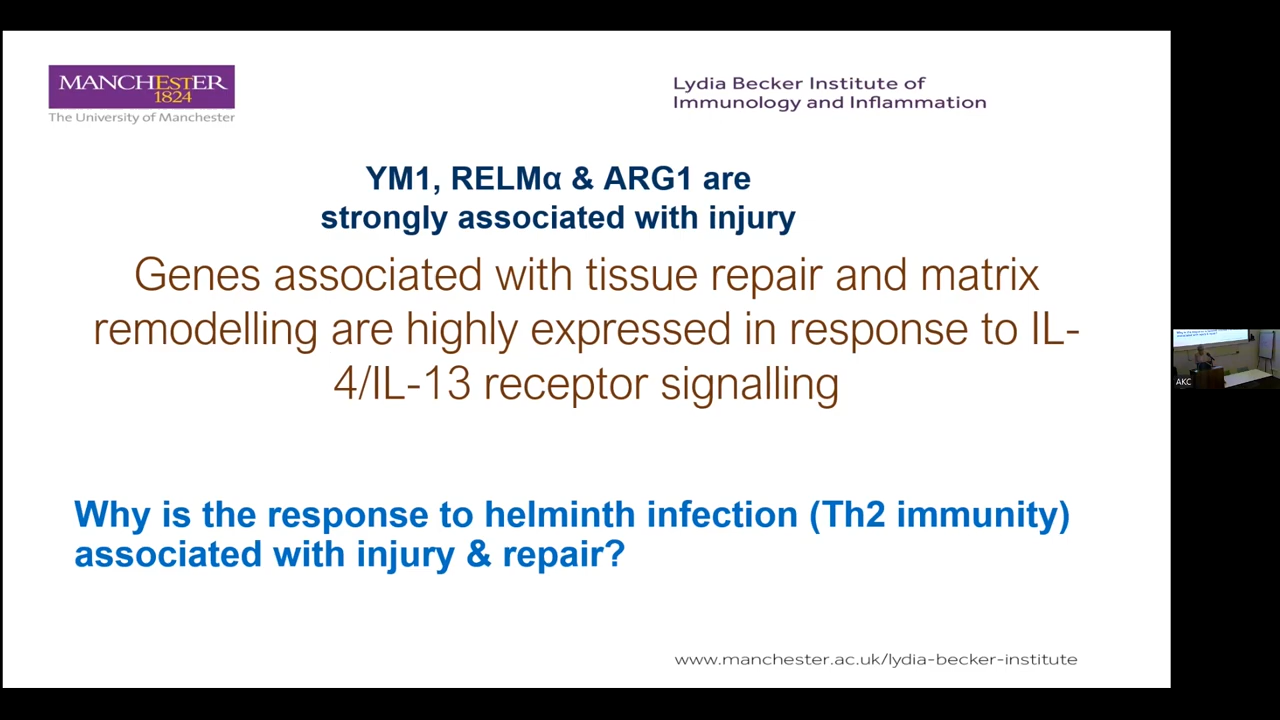 MANCHESTER
1824
The University of Manchester
Lydia Becker Institute of
Immunology and Inflammation
YM1, RELMα & ARG1 are
strongly associated with injury
Genes associated with tissue repair and matrix
remodelling are highly expressed in response to IL-
4/IL-13 receptor signalling
Why is the response to helminth infection (Th2 immunity)
associated with injury & repair?
www.manchester.ac.uk/lydia-becker-institute
AKC